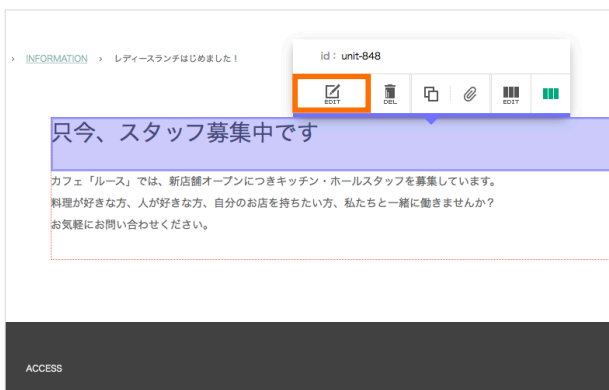 id：unit-848
› INFORMATION › レディースランチはじめました！
EDIT
DEL
EDIT
只今、スタッフ募集中です
カフェ「ルース」では、新店舗オープンにつきキッチン・ホールスタッフを募集しています。
料理が好きな方、人が好きな方、自分のお店を持ちたい方、私たちと一緒に働きませんか？
お気軽にお問い合わせください。
ACCESS